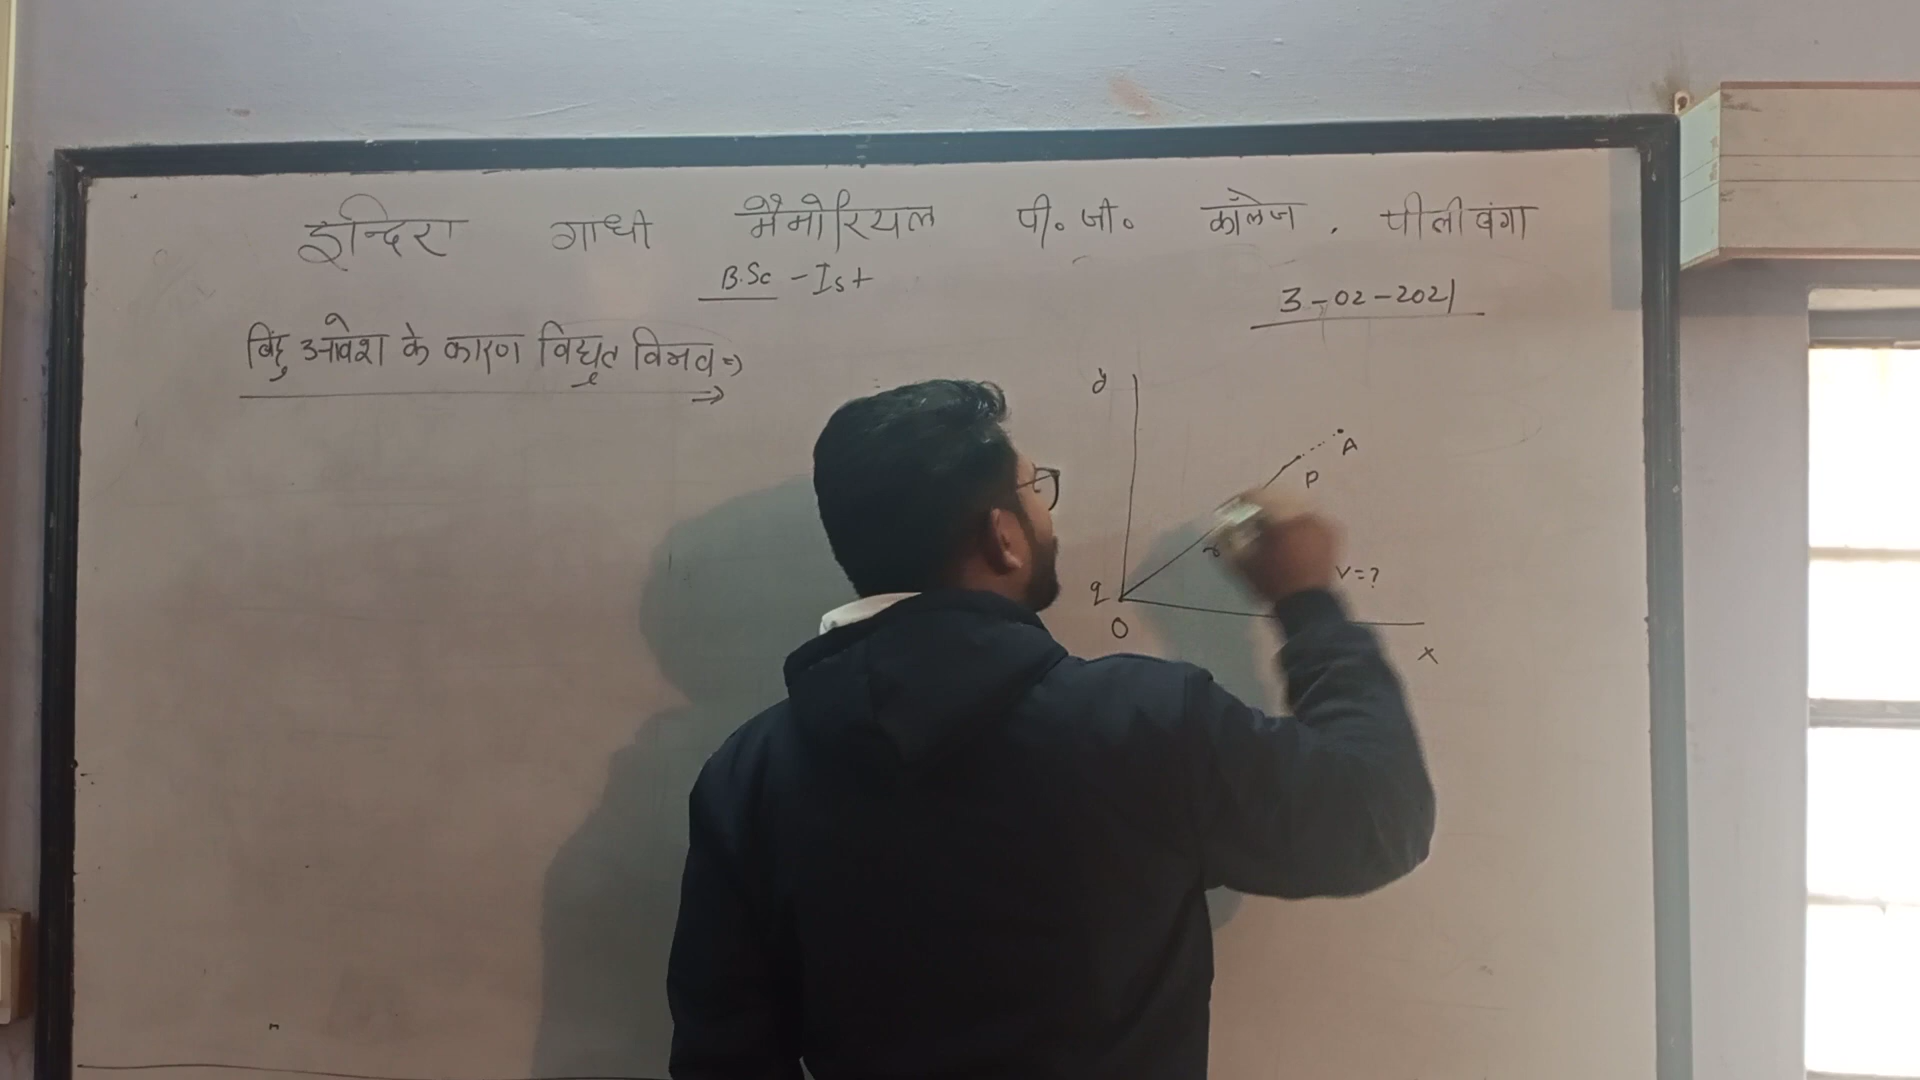 इन्दिरा गांधी मैमोरियल पी॰ जी॰ कॉलेज, पीलीबंगा
B.Sc - Ist
3-02-2021
बिंदु आवेश के कारण विद्युत विभव ⇒
y
A
P
r
V=?
q
O
x